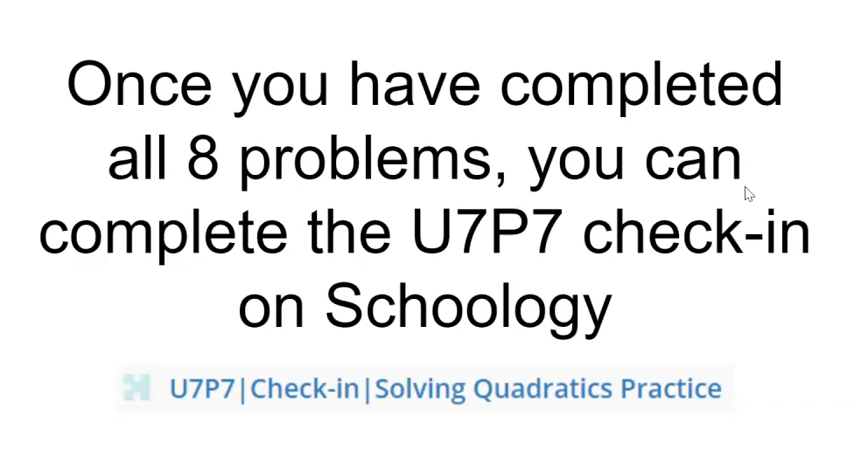 Once you have completed
all 8 problems, you can
complete the U7P7 check-in
on Schoology
U7P7|Check-in|Solving Quadratics Practice